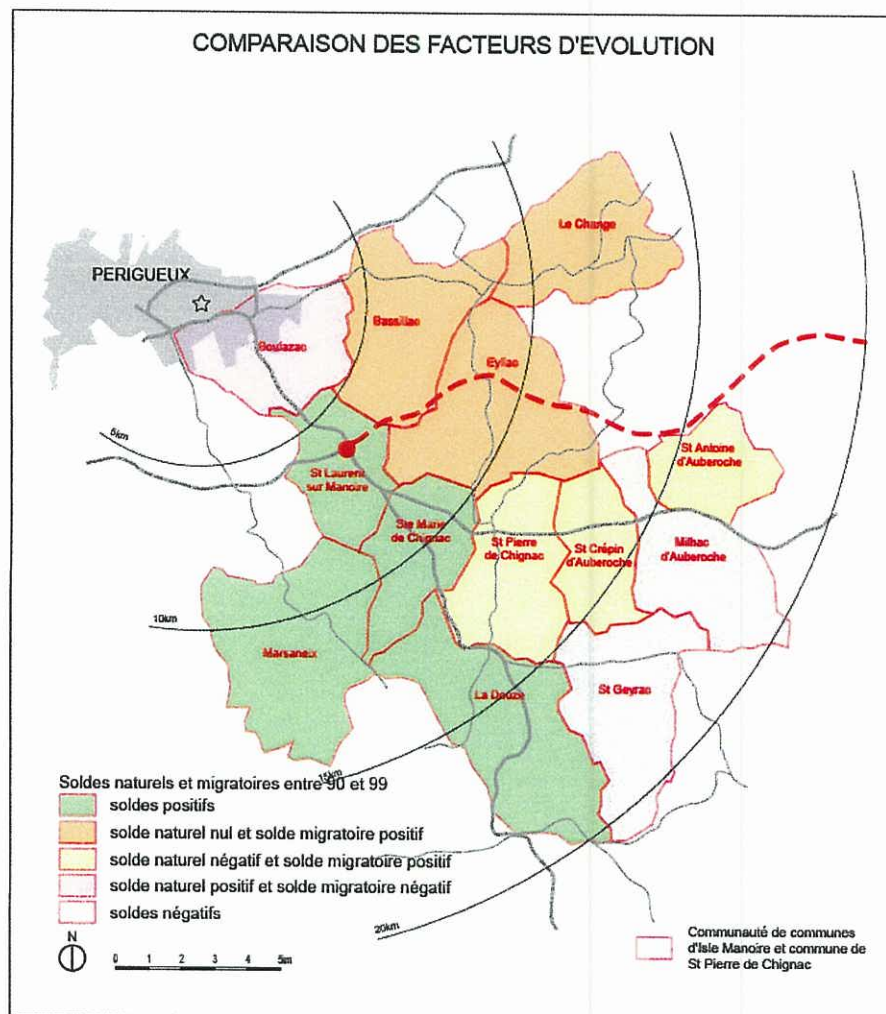 COMPARAISON DES FACTEURS D'EVOLUTION
Le Change
PERIGUEUX
Bassillac
Boulazac
Eyliac
5km
St Antoine
d'Auberoche
St Laurent
sur Manoire
Ste Marie
de Chignac
St Pierre
de Chignac
St Crépin
d'Auberoche
Milhac
d'Auberoche
10km
Marsaneix
La Douze
St Geyrac
15km
Soldes naturels et migratoires entre 90 et 99
soldes positifs
solde naturel nul et solde migratoire positif
solde naturel négatif et solde migratoire positif
solde naturel positif et solde migratoire négatif
soldes négatifs
20km
N
0 1 2 3 4 5km
Communauté de communes
d'Isle Manoire et commune de
St Pierre de Chignac